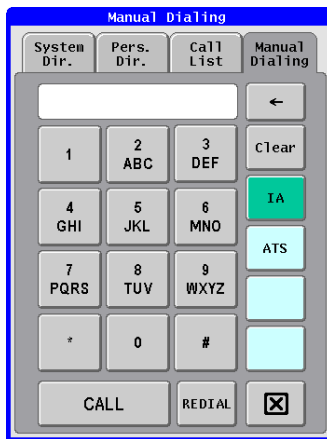 Manual Dialing
System Dir.
Pers. Dir.
Call List
Manual Dialing
←
1
2 ABC
3 DEF
Clear
4 GHI
5 JKL
6 MNO
IA
7 PQRS
8 TUV
9 WXYZ
ATS
*
0
#
CALL
REDIAL